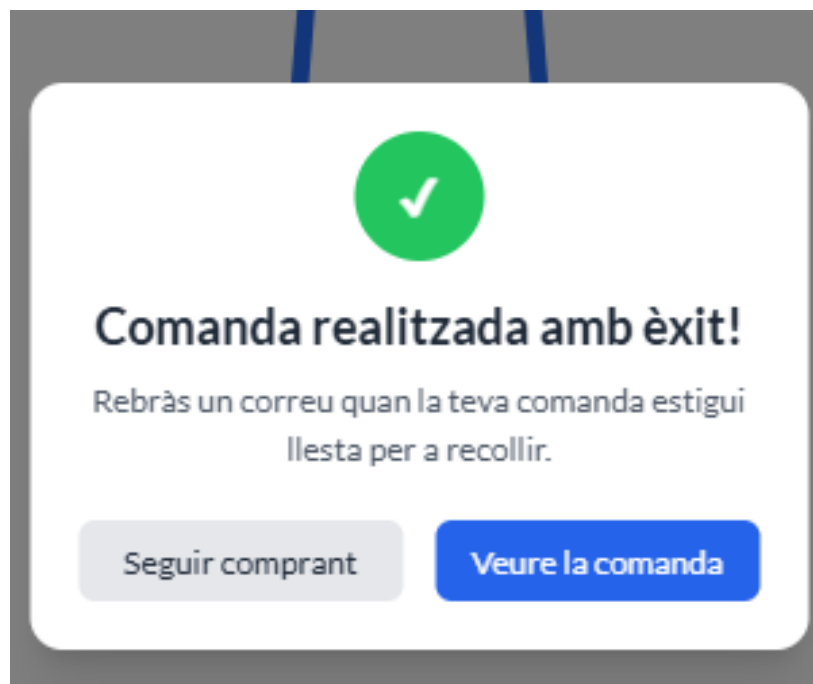 Comanda realitzada amb èxit!
Rebràs un correu quan la teva comanda estigui
llesta per a recollir.
Seguir comprant
Veure la comanda